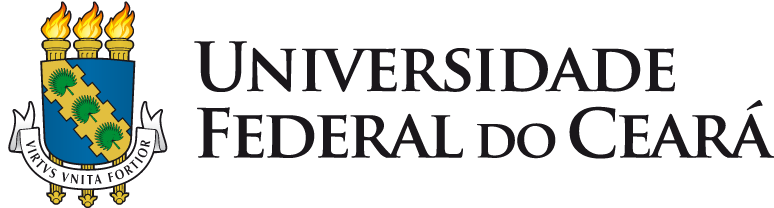 UNIVERSIDADE
FEDERAL DO CEARÁ
VIRTVS VNITA FORTIOR